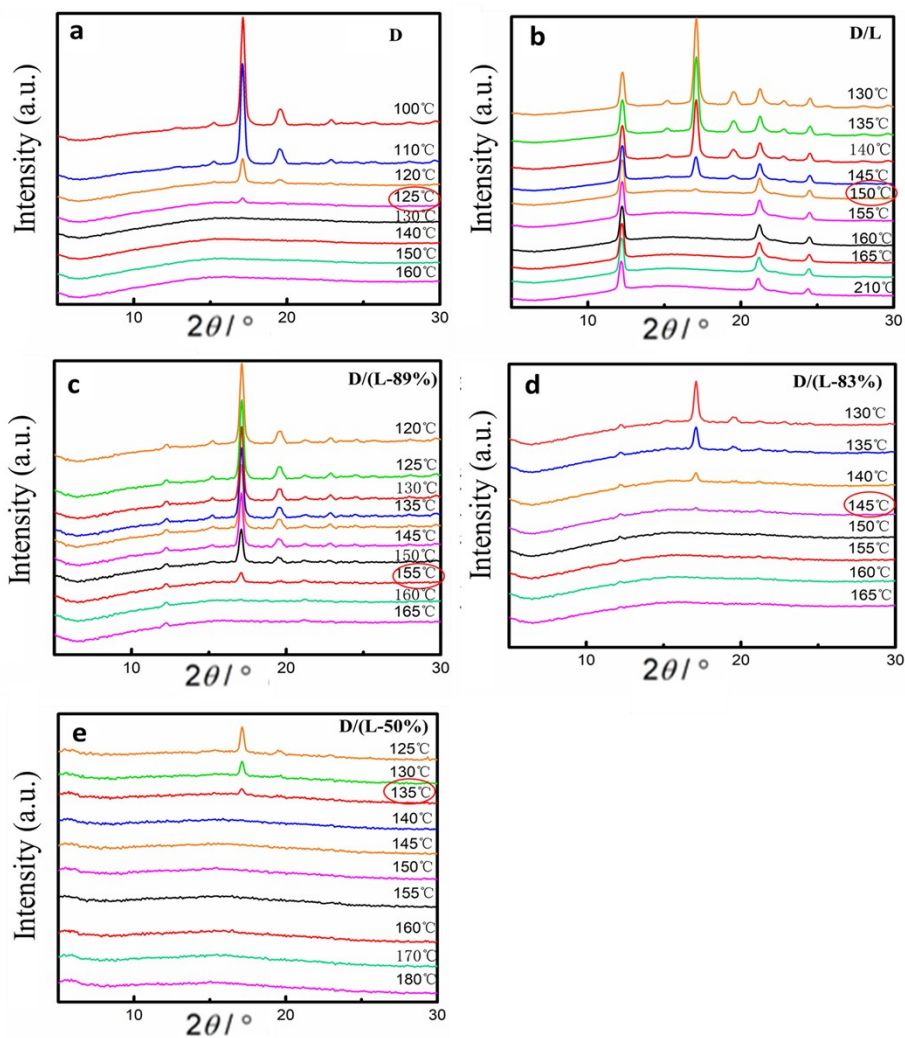 a
D
100℃
110℃
120℃
125℃
130℃
140℃
150℃
160℃
Intensity (a.u.)
10 20 30
2θ/ °
b
D/L
130℃
135℃
140℃
145℃
150℃
155℃
160℃
165℃
210℃
Intensity (a.u.)
10 20 30
2θ/ °
c
D/(L-89%)
120℃
125℃
130℃
135℃
145℃
150℃
155℃
160℃
165℃
Intensity (a.u.)
10 20 30
2θ/ °
d
D/(L-83%)
130℃
135℃
140℃
145℃
150℃
155℃
160℃
165℃
Intensity (a.u.)
10 20 30
2θ/ °
e
D/(L-50%)
125℃
130℃
135℃
140℃
145℃
150℃
155℃
160℃
170℃
180℃
Intensity (a.u.)
10 20 30
2θ/ °